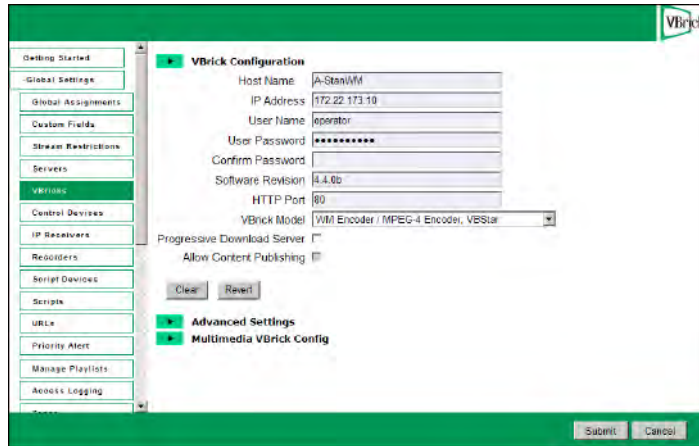 VBrick
Getting Started
-Global Settings
Global Assignments
Custom Fields
Stream Restrictions
Servers
VBricks
Control Devices
IP Receivers
Recorders
Script Devices
Scripts
URLs
Priority Alert
Manage Playlists
Access Logging
VBrick Configuration
Host Name A-StanWM
IP Address 172.22.173.10
User Name operator
User Password ••••••••••
Confirm Password
Software Revision 4.4.0b
HTTP Port 80
VBrick Model WM Encoder / MPEG-4 Encoder, VBStar
Progressive Download Server
Allow Content Publishing
Clear Revert
Advanced Settings
Multimedia VBrick Config
Submit Cancel